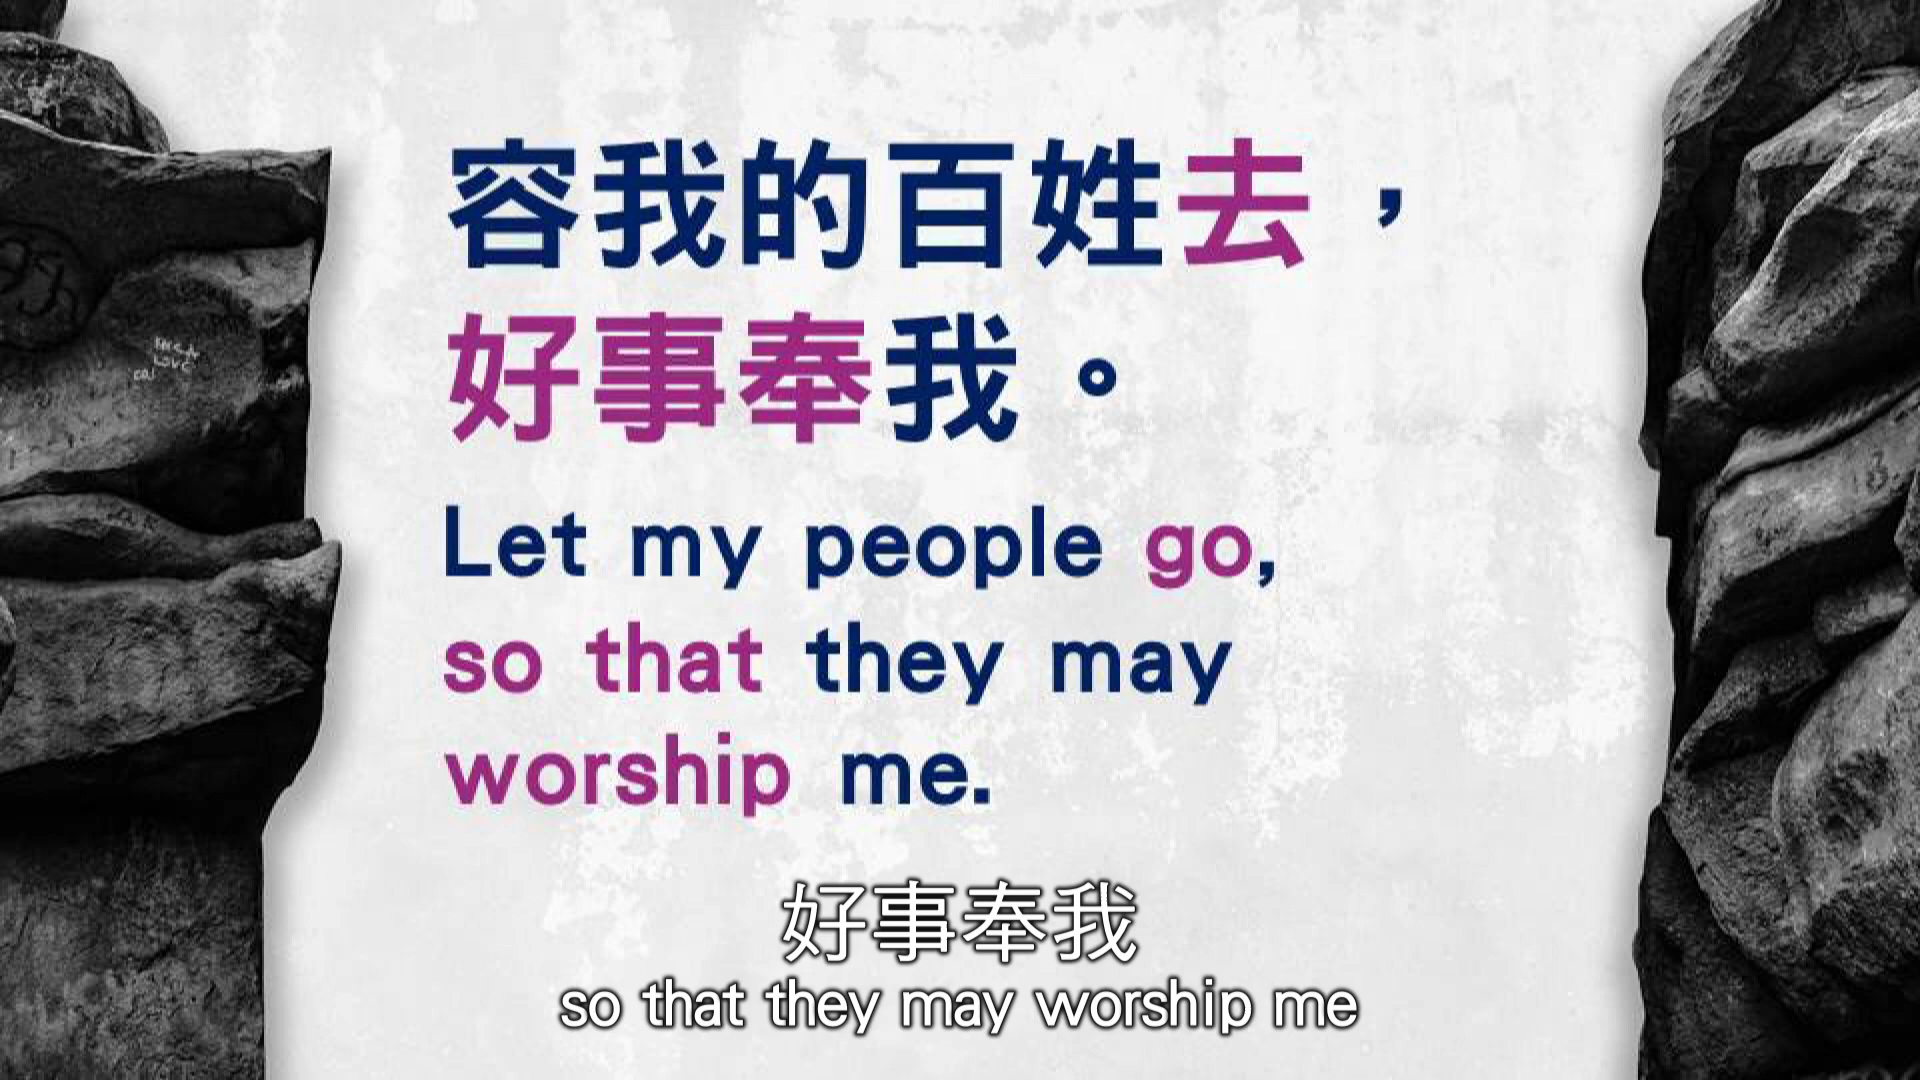 容我的百姓去，
好事奉我。
Let my people go,
so that they may
worship me.
好事奉我
so that they may worship me